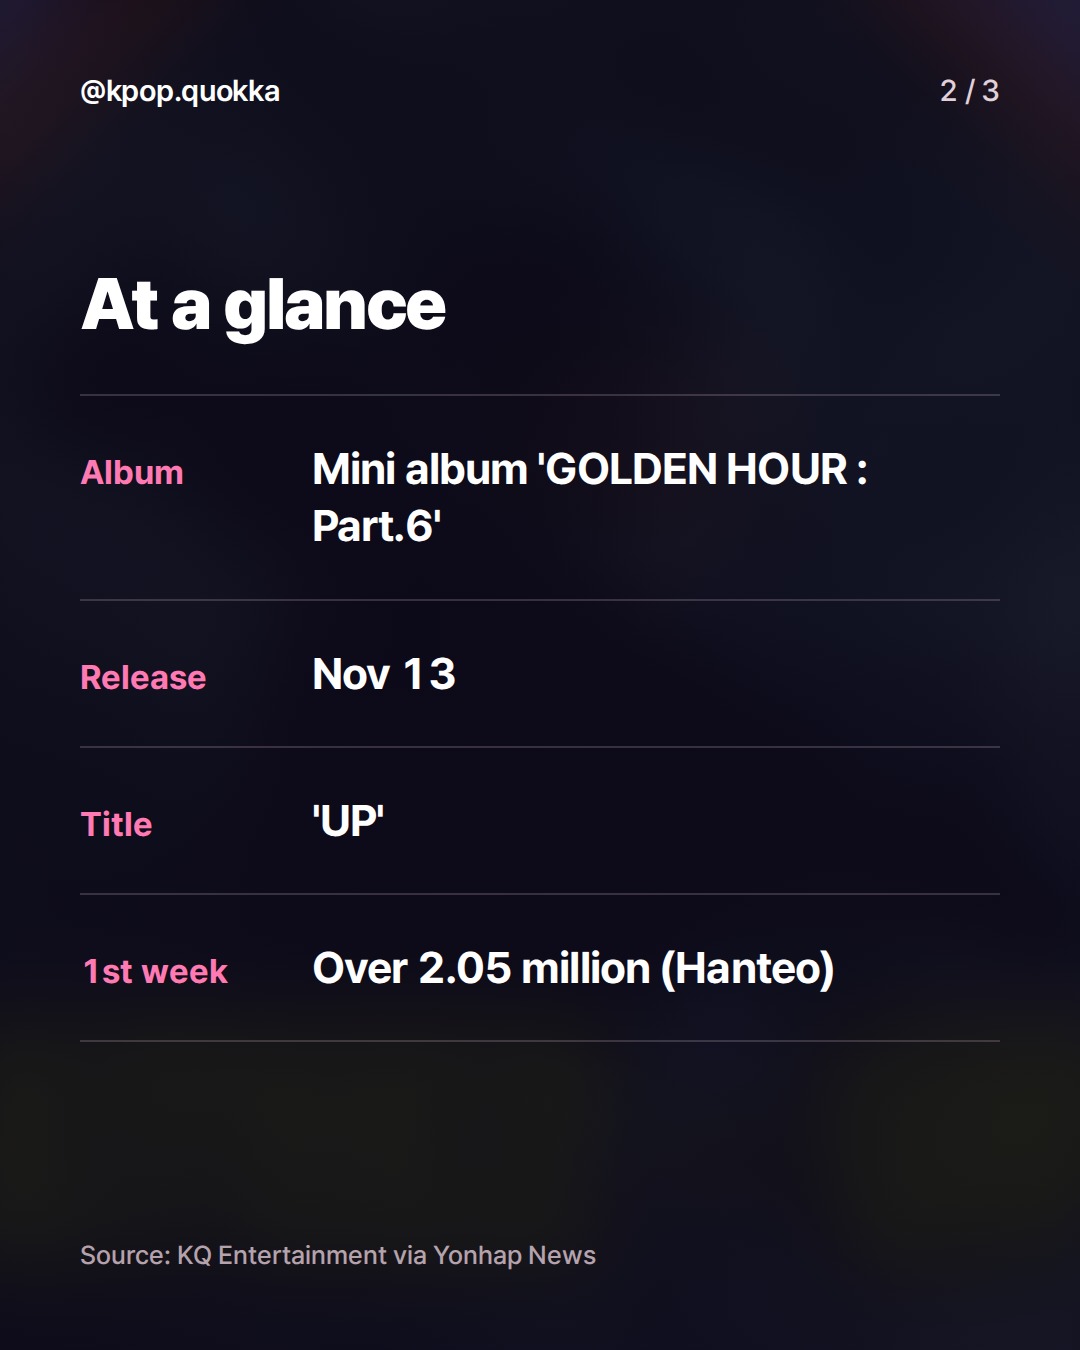 @kpop.quokka
2 / 3
At a glance
Album
Mini album 'GOLDEN HOUR :
Part.6'
Release
Nov 13
Title
'UP'
1st week
Over 2.05 million (Hanteo)
Source: KQ Entertainment via Yonhap News